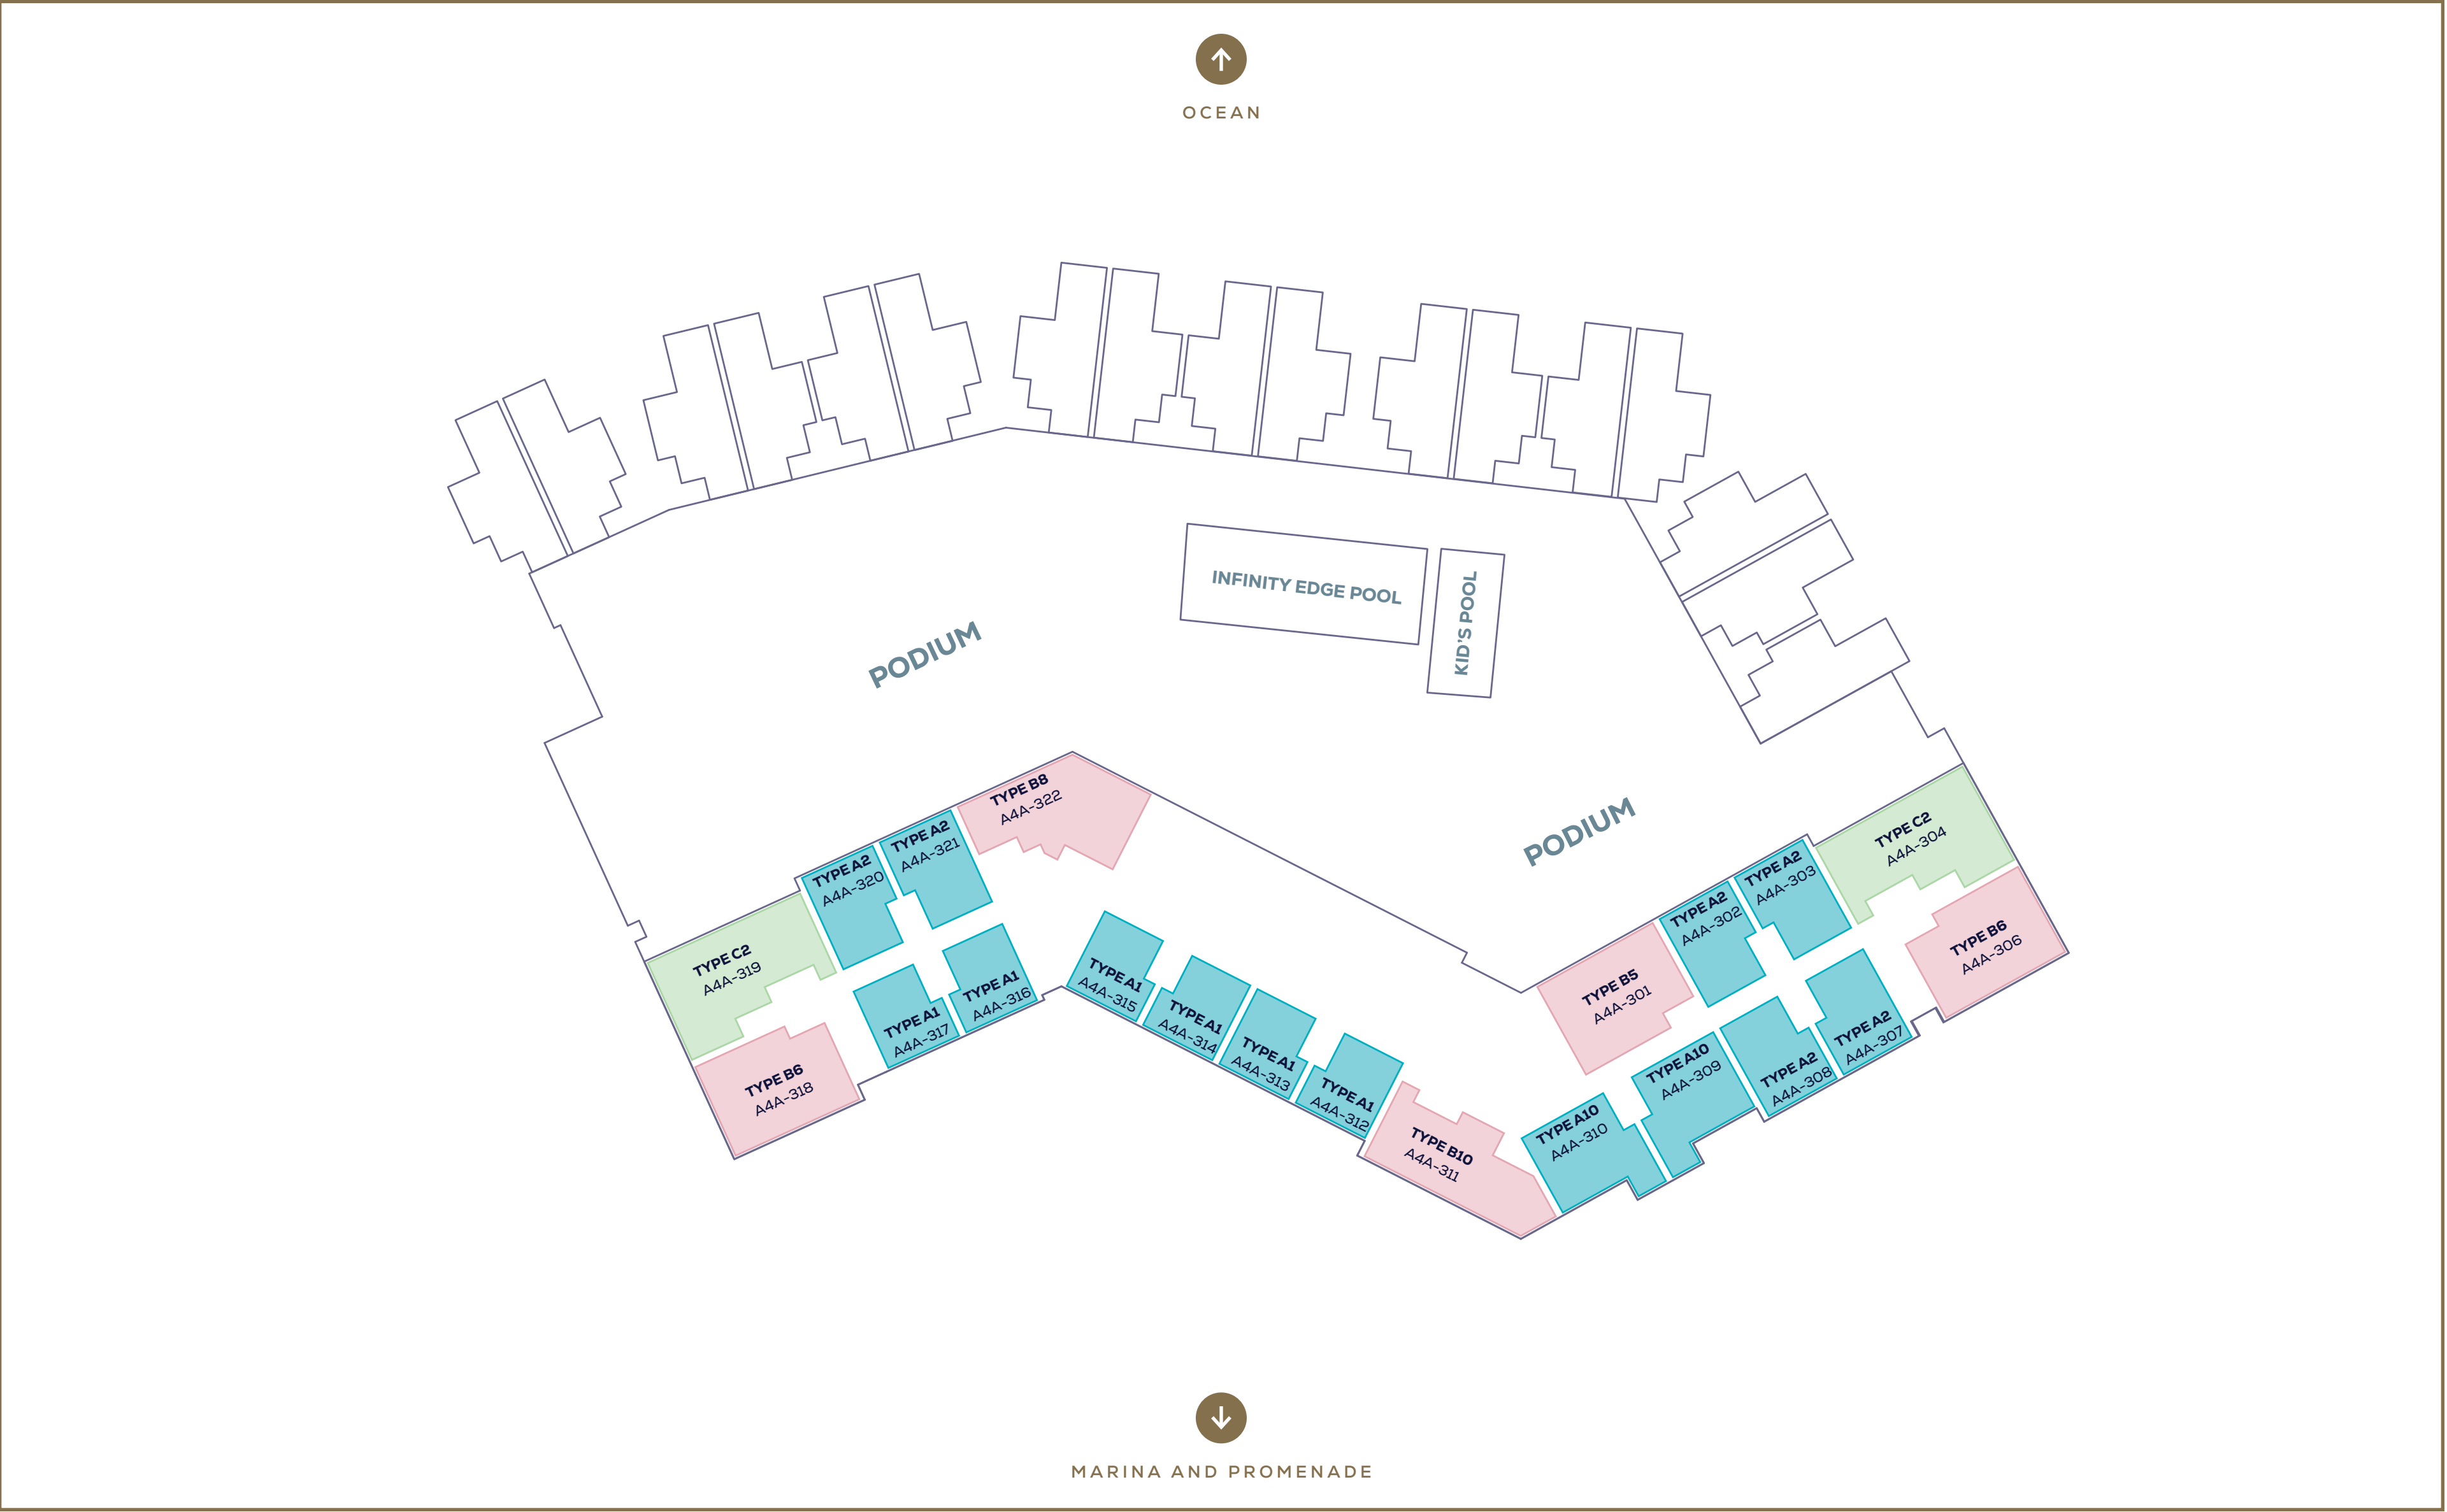 OCEAN
INFINITY EDGE POOL
KID'S POOL
PODIUM
PODIUM
TYPE B8
A4A-322
TYPE A2
A4A-321
TYPE A2
A4A-320
TYPE C2
A4A-319
TYPE B6
A4A-318
TYPE A1
A4A-317
TYPE A1
A4A-316
TYPE A1
A4A-315
TYPE A1
A4A-314
TYPE A1
A4A-313
TYPE A1
A4A-312
TYPE B10
A4A-311
TYPE A10
A4A-310
TYPE A10
A4A-309
TYPE A2
A4A-308
TYPE A2
A4A-307
TYPE B6
A4A-306
TYPE C2
A4A-304
TYPE A2
A4A-303
TYPE A2
A4A-302
TYPE B5
A4A-301
MARINA AND PROMENADE